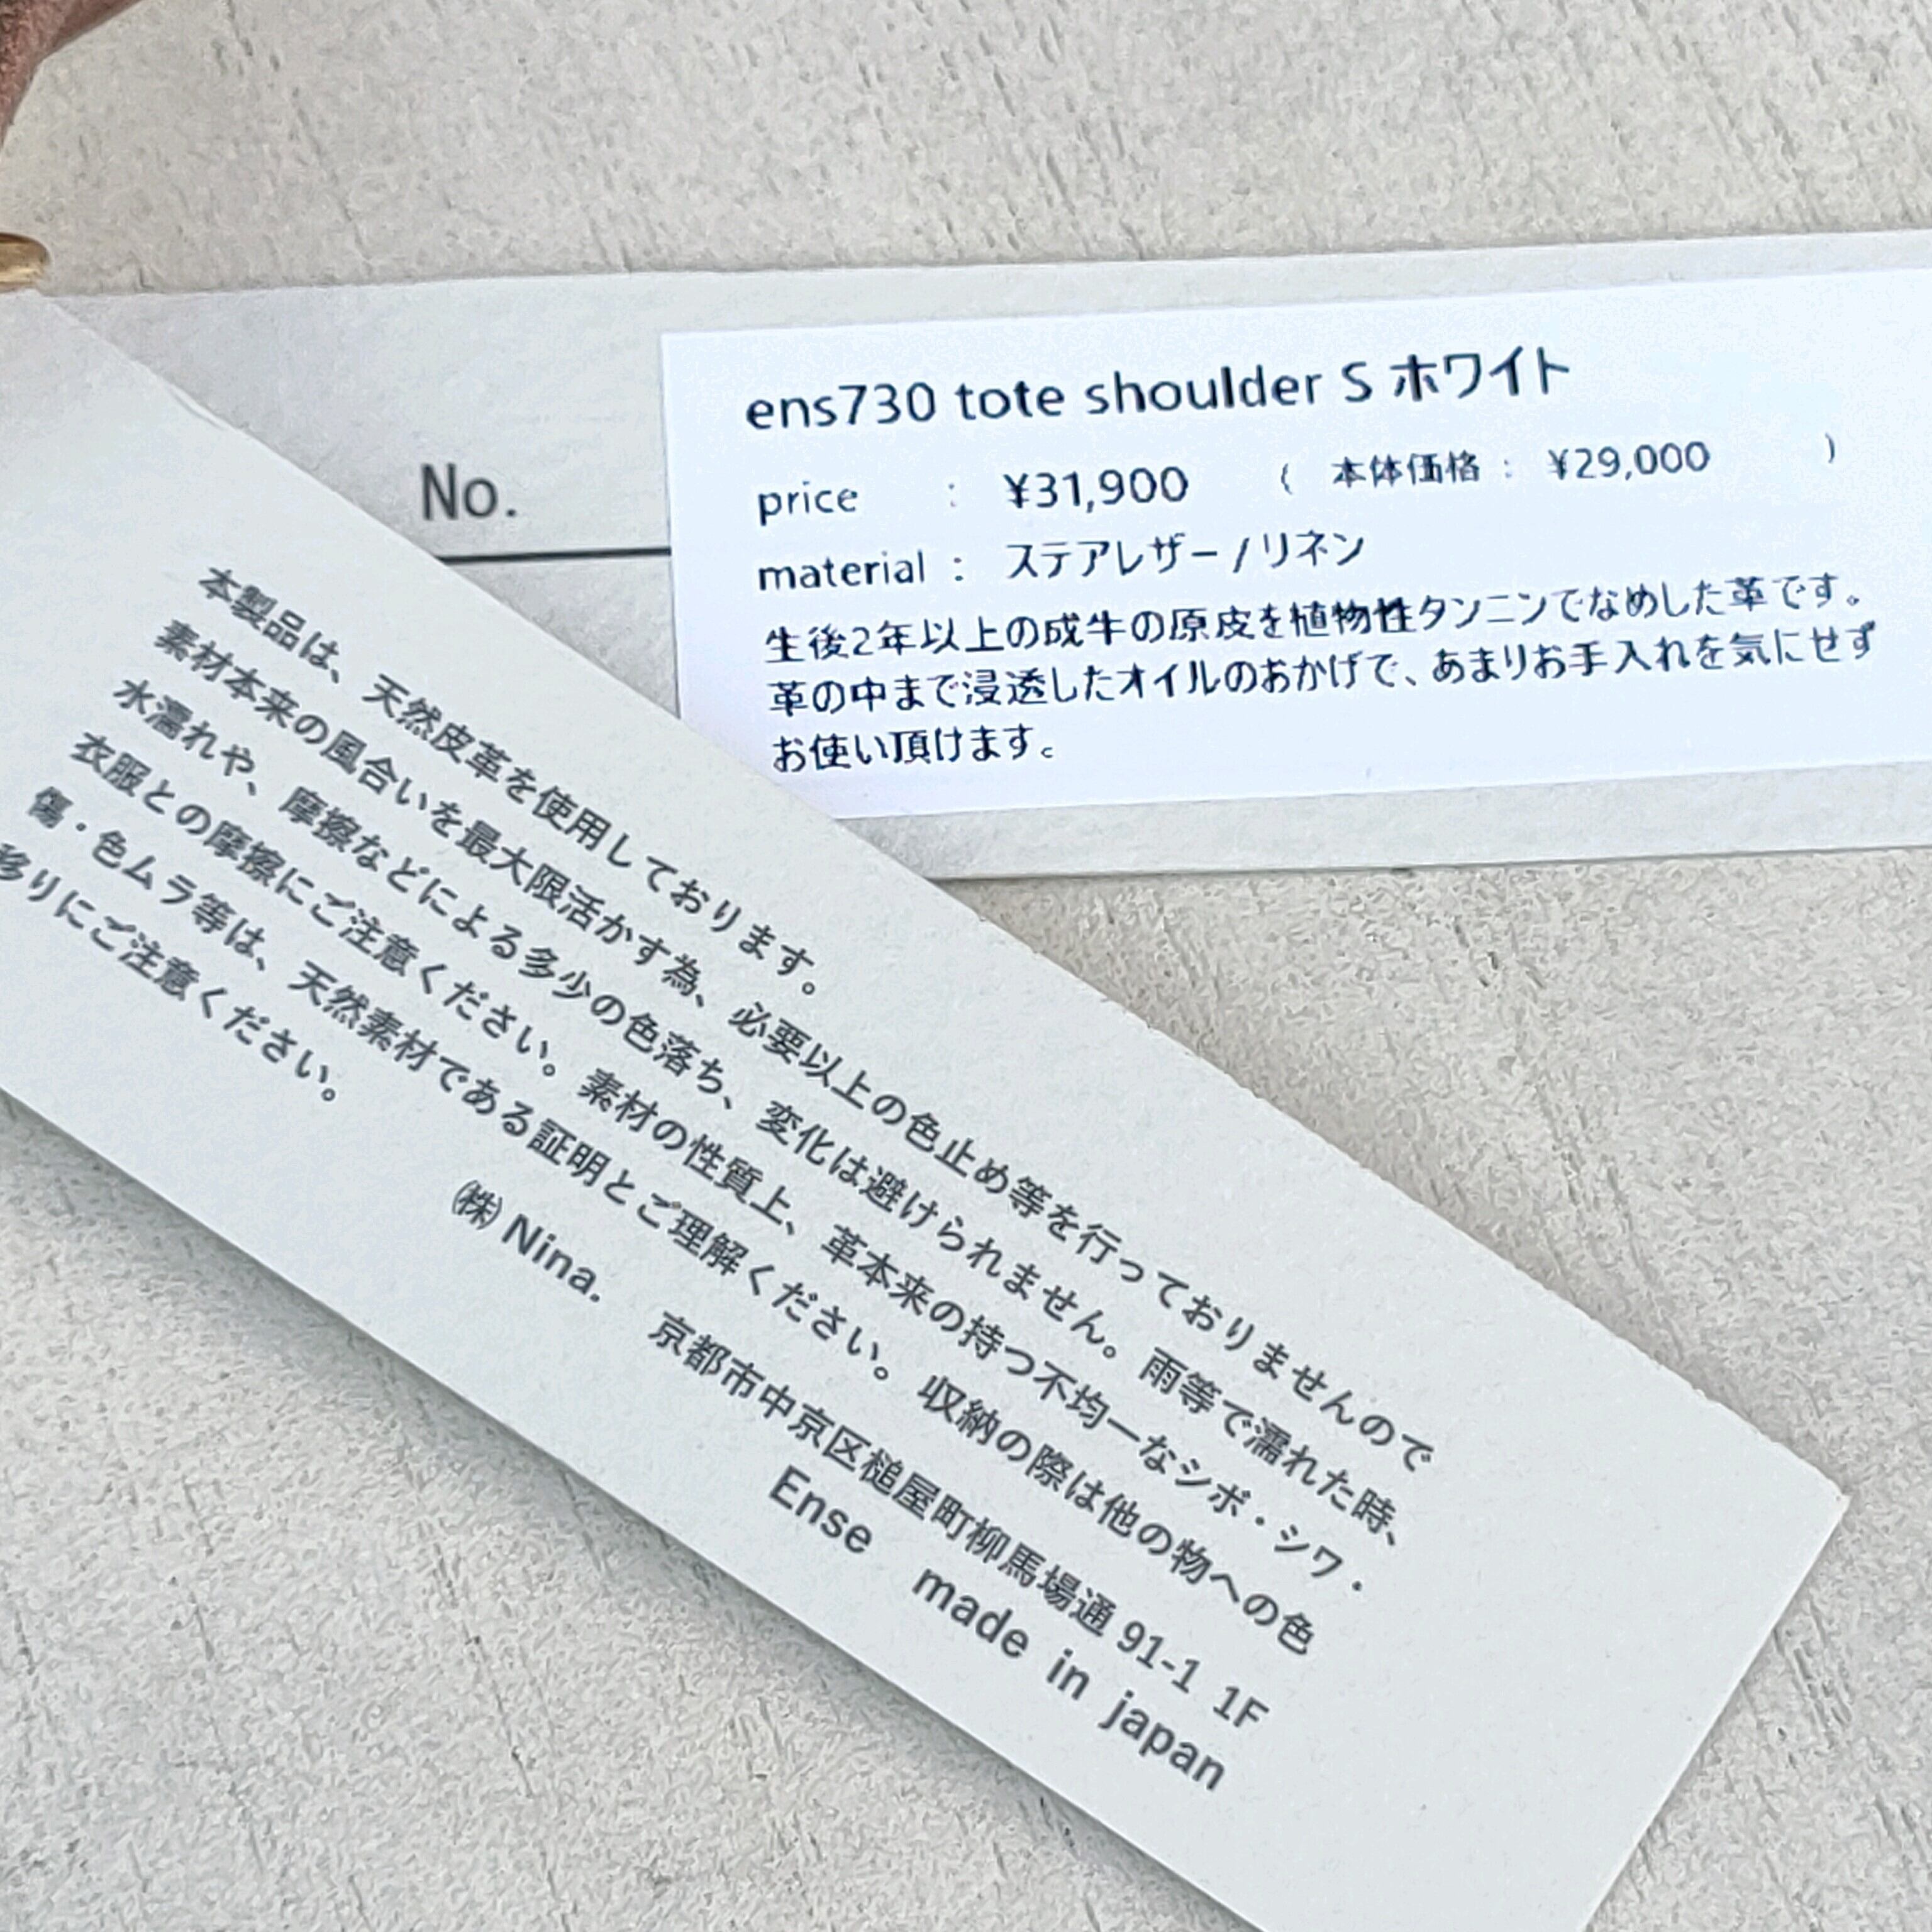 No.
ens730 tote shoulder S ホワイト
price : ¥31,900 ( 本体価格 : ¥29,000 )
material : ステアレザー / リネン
生後2年以上の成牛の原皮を植物性タンニンでなめした革です。
革の中まで浸透したオイルのおかげで、あまりお手入れを気にせず
お使い頂けます。
本製品は、天然皮革を使用しております。
素材本来の風合いを最大限活かす為、必要以上の色止め等を行っておりませんので
水濡れや、摩擦などによる多少の色落ち、変化は避けられません。雨等で濡れた時、
衣服との摩擦にご注意ください。素材の性質上、革本来の持つ不均一なシボ・シワ・
傷・色ムラ等は、天然素材である証明とご理解ください。収納の際は他の物への色
移りにご注意ください。
㈱ Nina. 京都市中京区槌屋町柳馬場通 91-1 1F
Ense made in japan